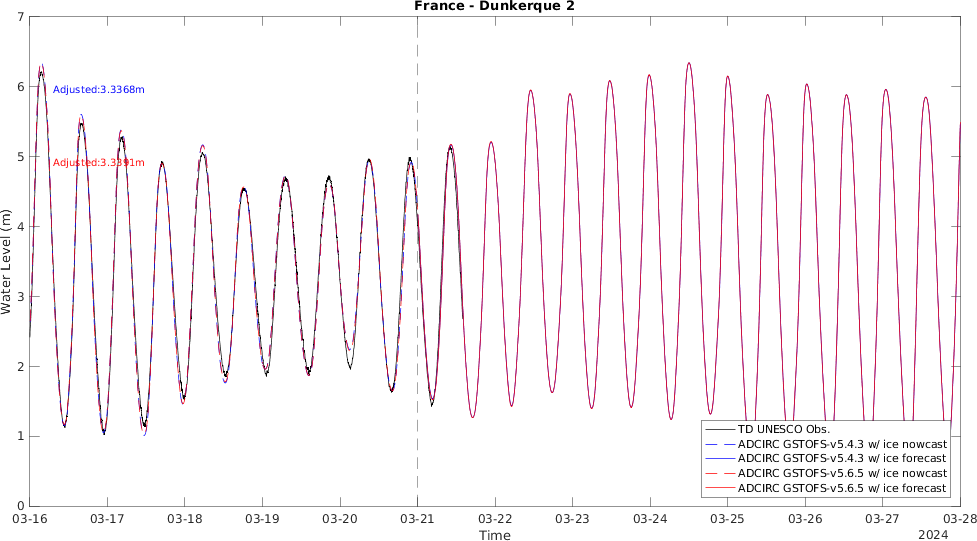 France - Dunkerque 2
7
6
5
4
3
2
1
0
Water Level (m)
Adjusted:3.3368m
Adjusted:3.3391m
TD UNESCO Obs.
ADCIRC GSTOFS-v5.4.3 w/ ice nowcast
ADCIRC GSTOFS-v5.4.3 w/ ice forecast
ADCIRC GSTOFS-v5.6.5 w/ ice nowcast
ADCIRC GSTOFS-v5.6.5 w/ ice forecast
03-16 03-17 03-18 03-19 03-20 03-21 03-22 03-23 03-24 03-25 03-26 03-27 03-28
Time
2024